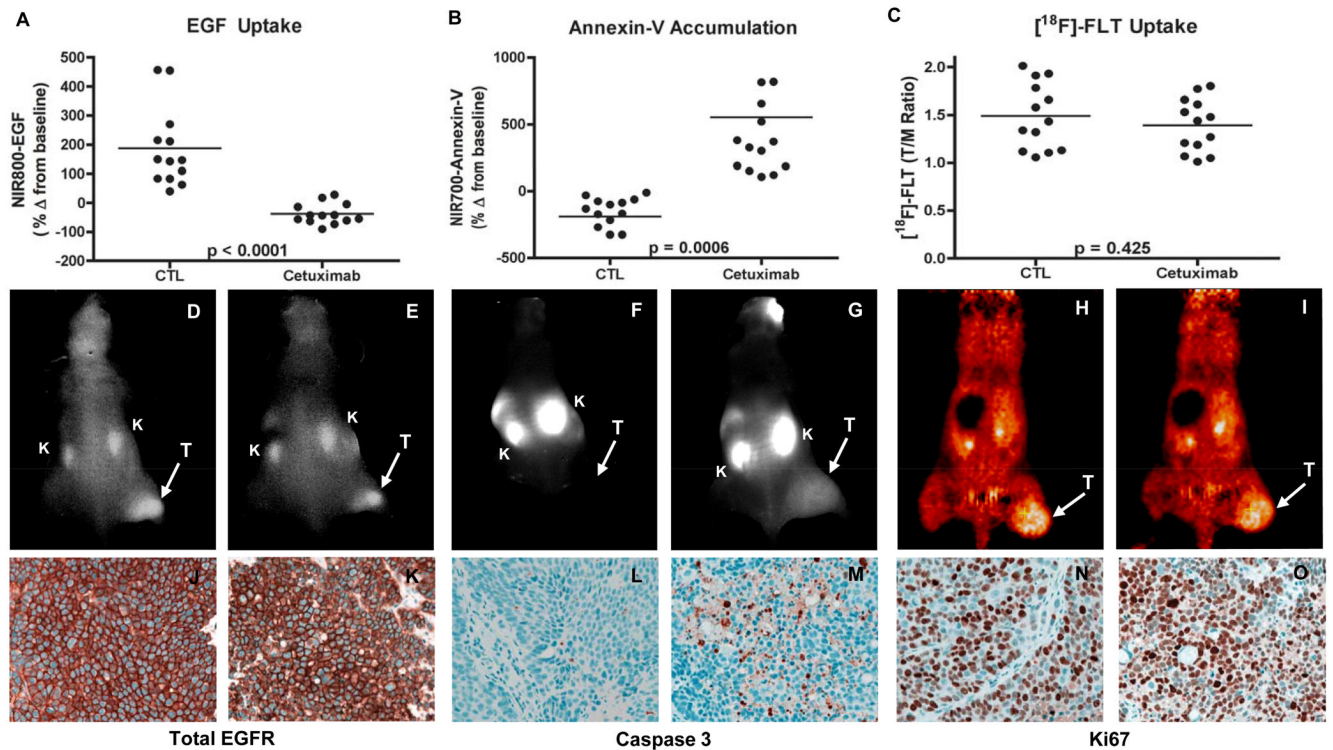 A
EGF Uptake
NIR800-EGF
( % Δ from baseline)
500
400
300
200
100
0
-100
-200
p < 0.0001
CTL
Cetuximab
B
Annexin-V Accumulation
NIR700-Annexin-V
(% Δ from baseline)
1000
500
0
-500
p = 0.0006
CTL
Cetuximab
C
[18F]-FLT Uptake
[18F]-FLT (T/M Ratio)
2.0
1.5
1.0
0.5
0.0
p = 0.425
CTL
Cetuximab
D
K
K
T
E
K
K
T
F
K
K
T
G
K
K
T
H
T
I
T
J
K
L
M
N
O
Total EGFR
Caspase 3
Ki67